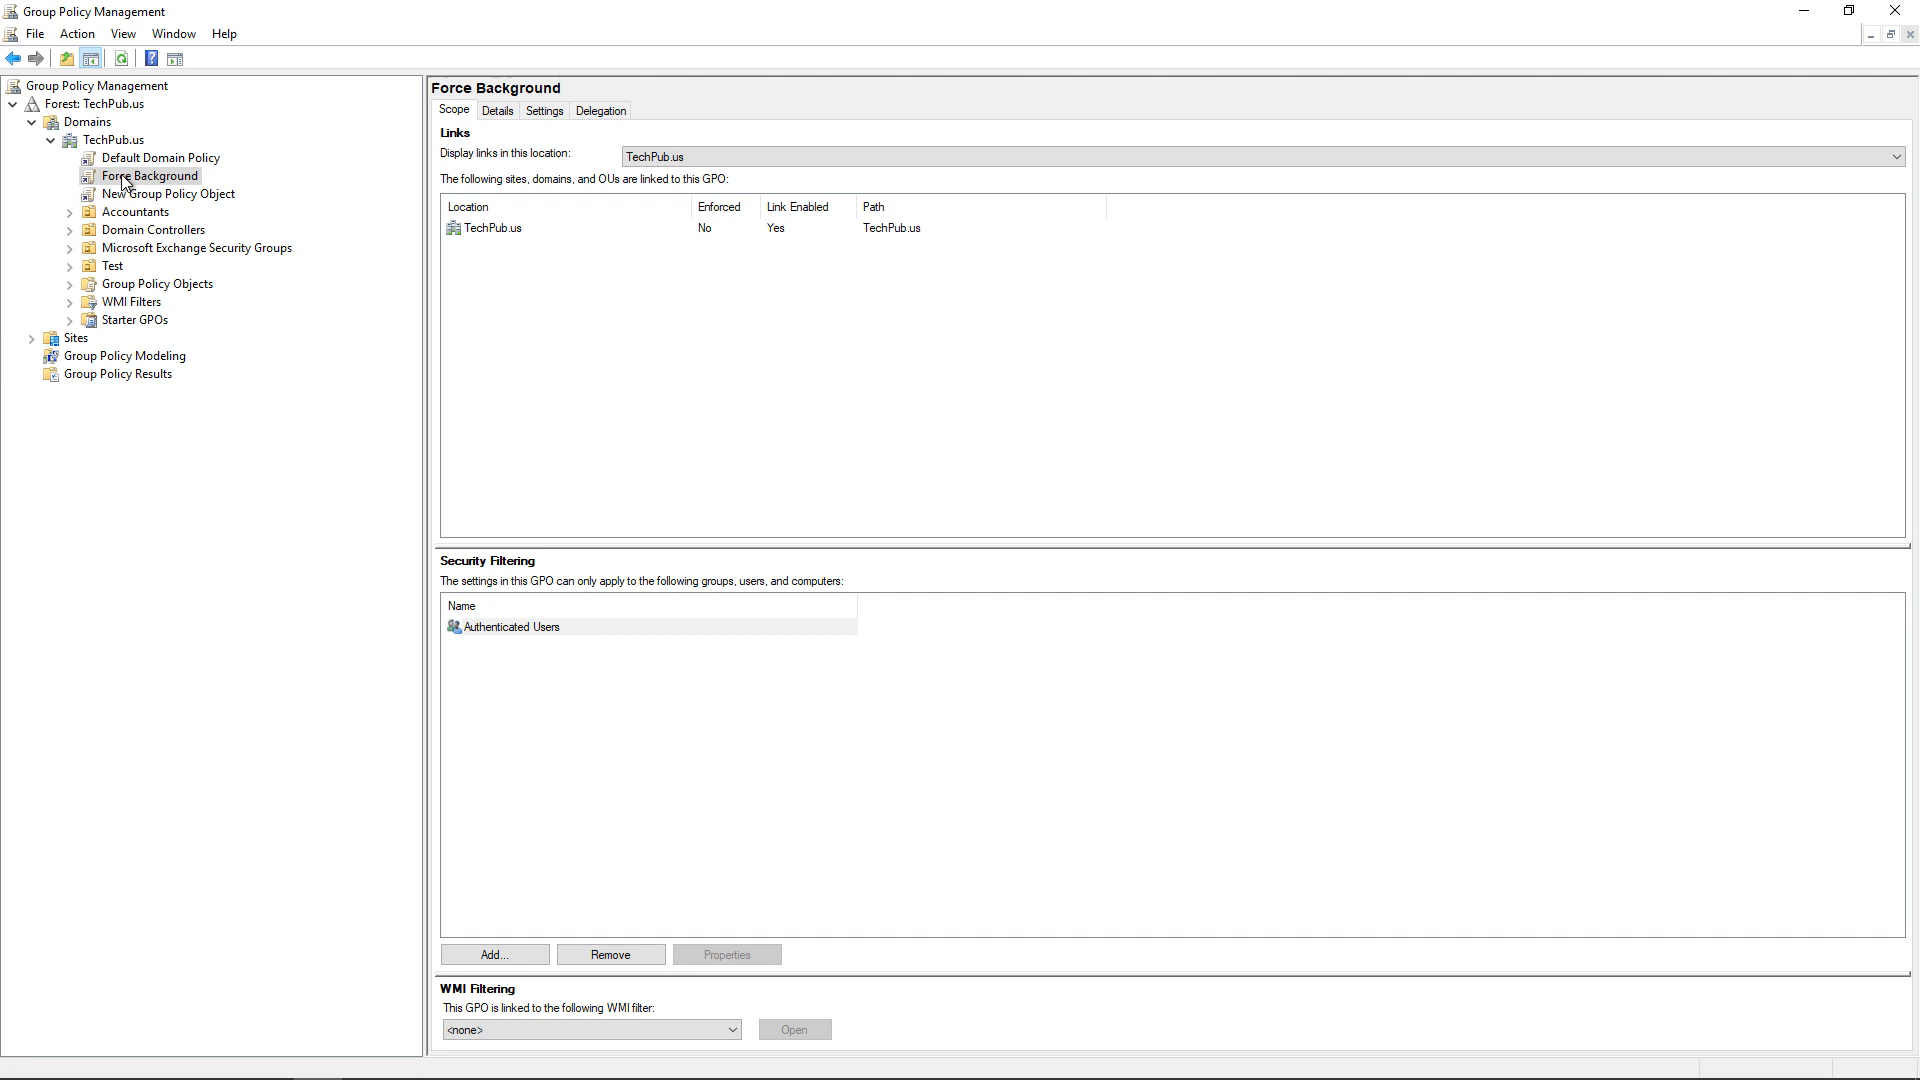 Group Policy Management
File Action View Window Help
Group Policy Management
Forest: TechPub.us
Domains
TechPub.us
Default Domain Policy
Force Background
New Group Policy Object
Accountants
Domain Controllers
Microsoft Exchange Security Groups
Test
Group Policy Objects
WMI Filters
Starter GPOs
Sites
Group Policy Modeling
Group Policy Results
Force Background
Scope Details Settings Delegation
Links
Display links in this location: TechPub.us
The following sites, domains, and OUs are linked to this GPO:
Location Enforced Link Enabled Path
TechPub.us No Yes TechPub.us
Security Filtering
The settings in this GPO can only apply to the following groups, users, and computers:
Name
Authenticated Users
Add... Remove Properties
WMI Filtering
This GPO is linked to the following WMI filter:
<none> Open